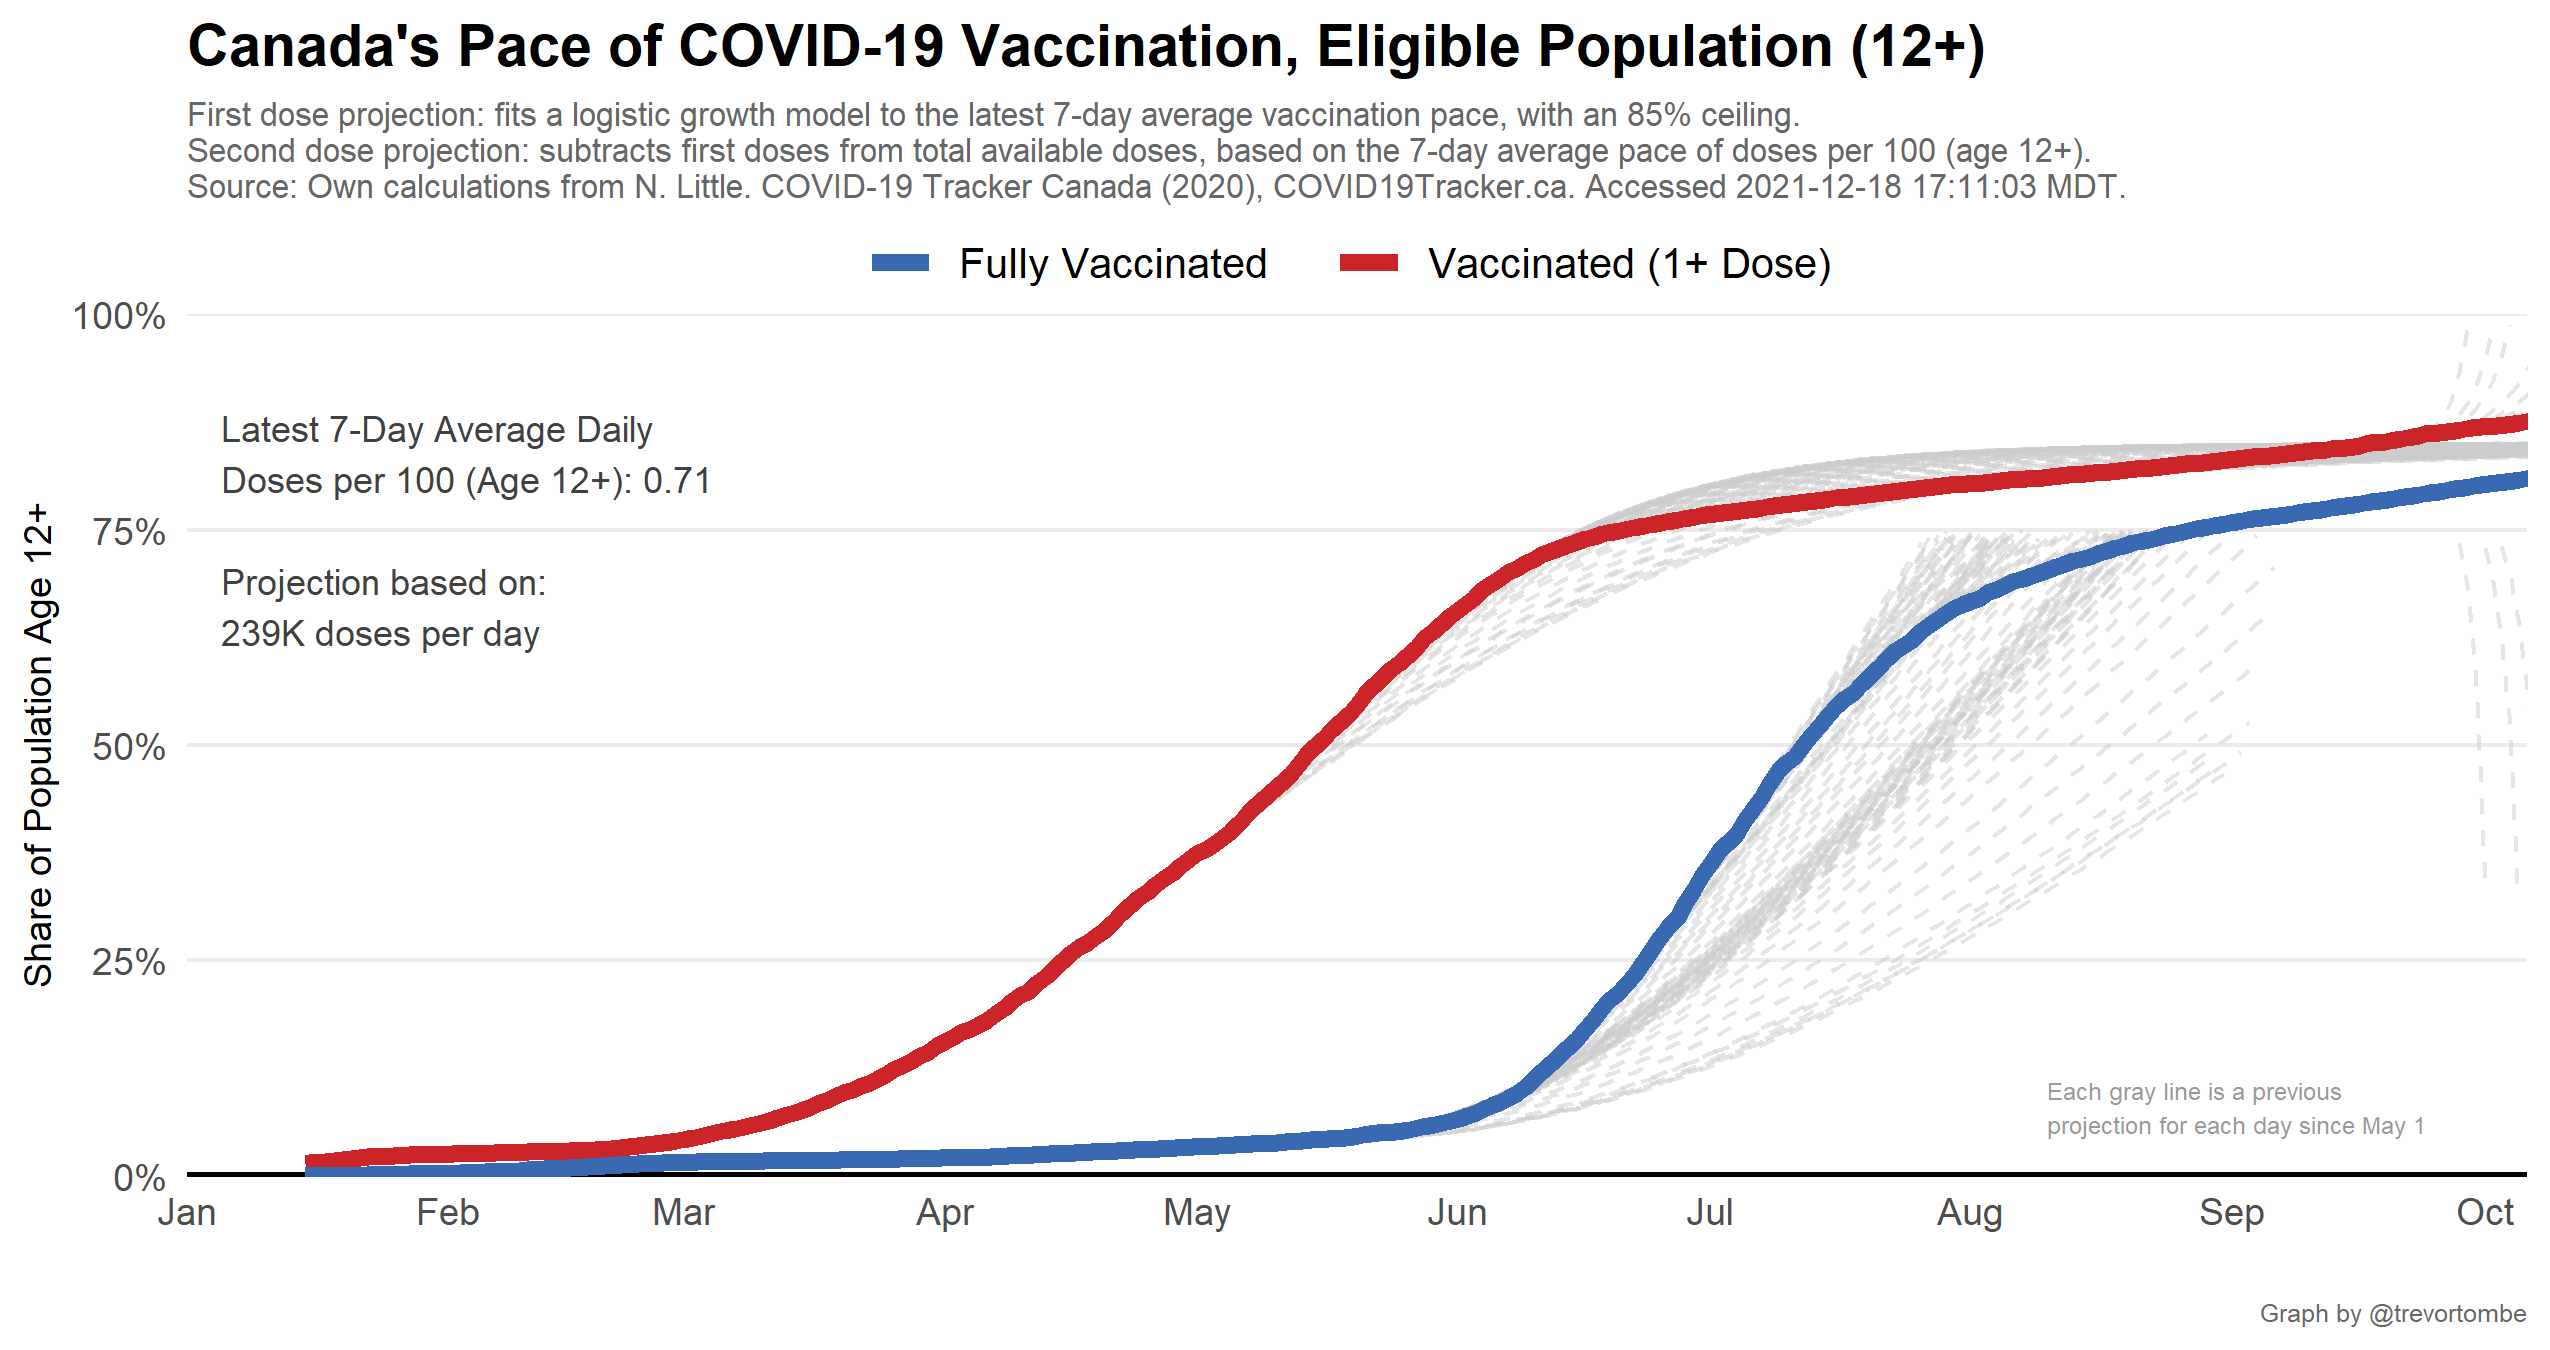 Canada's Pace of COVID-19 Vaccination, Eligible Population (12+)
First dose projection: fits a logistic growth model to the latest 7-day average vaccination pace, with an 85% ceiling.
Second dose projection: subtracts first doses from total available doses, based on the 7-day average pace of doses per 100 (age 12+).
Source: Own calculations from N. Little. COVID-19 Tracker Canada (2020), COVID19Tracker.ca. Accessed 2021-12-18 17:11:03 MDT.
Fully Vaccinated
Vaccinated (1+ Dose)
Share of Population Age 12+
100%
75%
50%
25%
0%
Latest 7-Day Average Daily
Doses per 100 (Age 12+): 0.71
Projection based on:
239K doses per day
Each gray line is a previous
projection for each day since May 1
Jan
Feb
Mar
Apr
May
Jun
Jul
Aug
Sep
Oct
Graph by @trevortombe